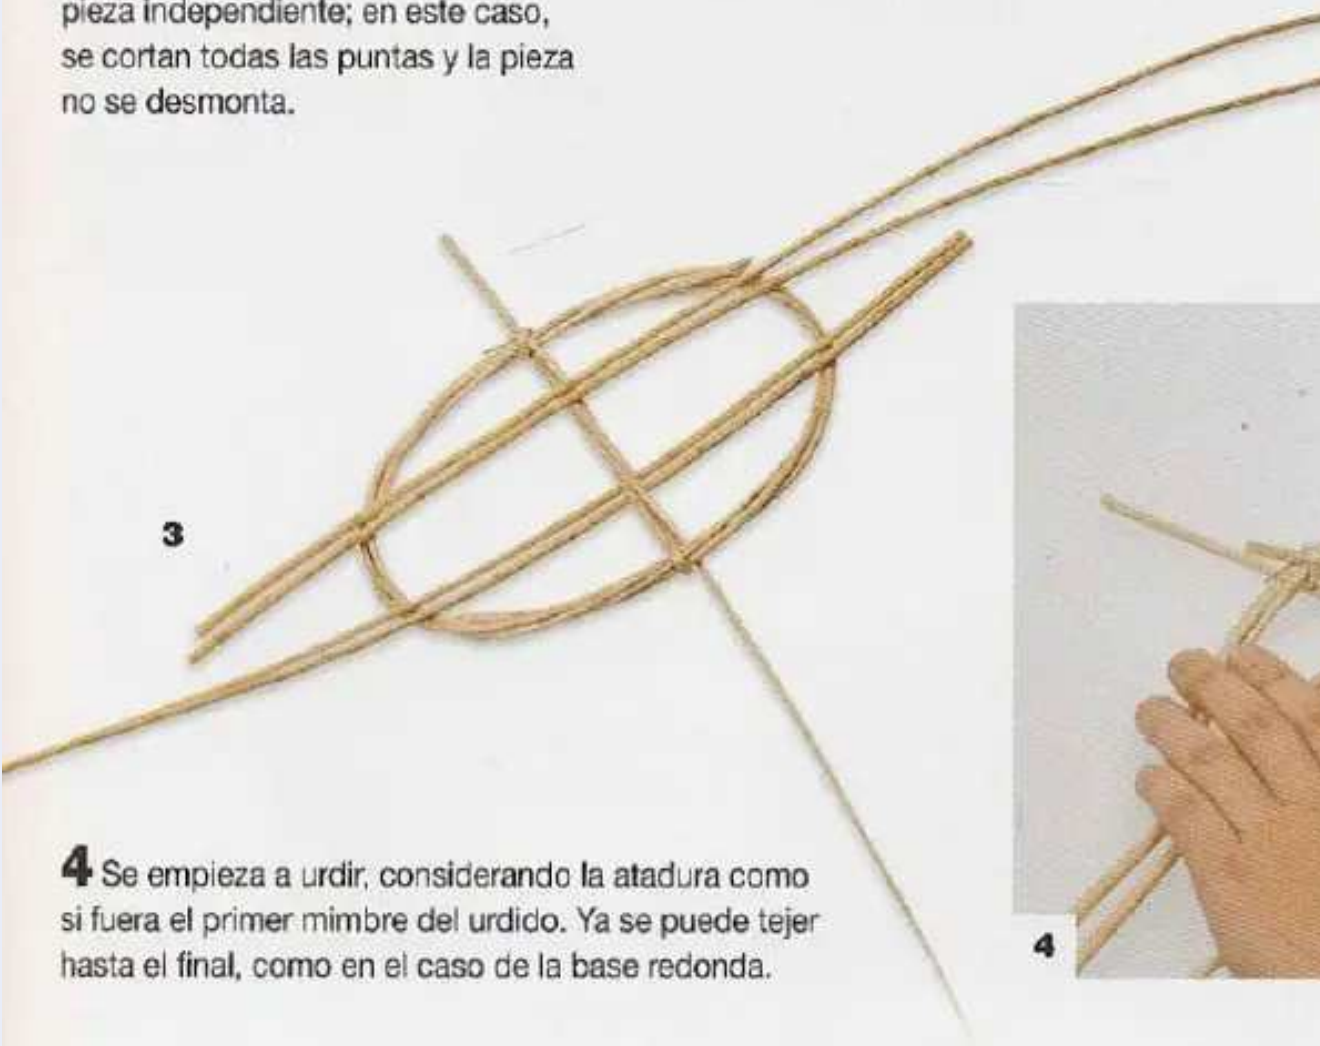 pieza independiente; en este caso,
se cortan todas las puntas y la pieza
no se desmonta.
3
4 Se empieza a urdir, considerando la atadura como
si fuera el primer mimbre del urdido. Ya se puede tejer
hasta el final, como en el caso de la base redonda.
4